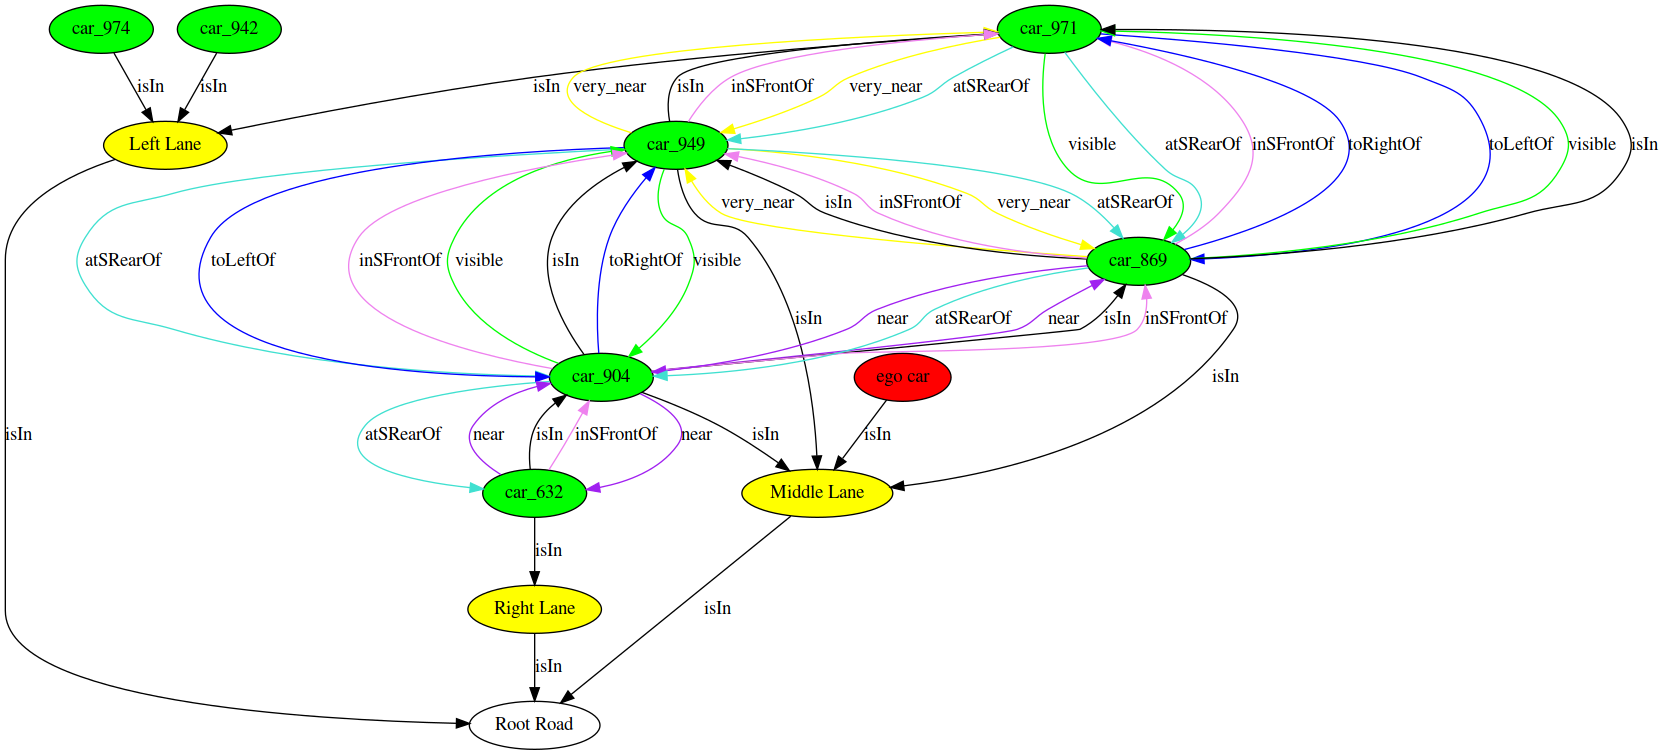 car_974
car_942
car_971
isIn
isIn
isIn
very_near
isIn
inSFrontOf
very_near
atSRearOf
Left Lane
car_949
visible
atSRearOf
inSFrontOf
toRightOf
toLeftOf
visible
isIn
very_near
isIn
inSFrontOf
very_near
atSRearOf
atSRearOf
toLeftOf
inSFrontOf
visible
isIn
toRightOf
visible
car_869
isIn
near
atSRearOf
near
isIn
inSFrontOf
car_904
ego car
isIn
isIn
atSRearOf
near
isIn
inSFrontOf
near
isIn
isIn
car_632
Middle Lane
isIn
Right Lane
isIn
isIn
Root Road